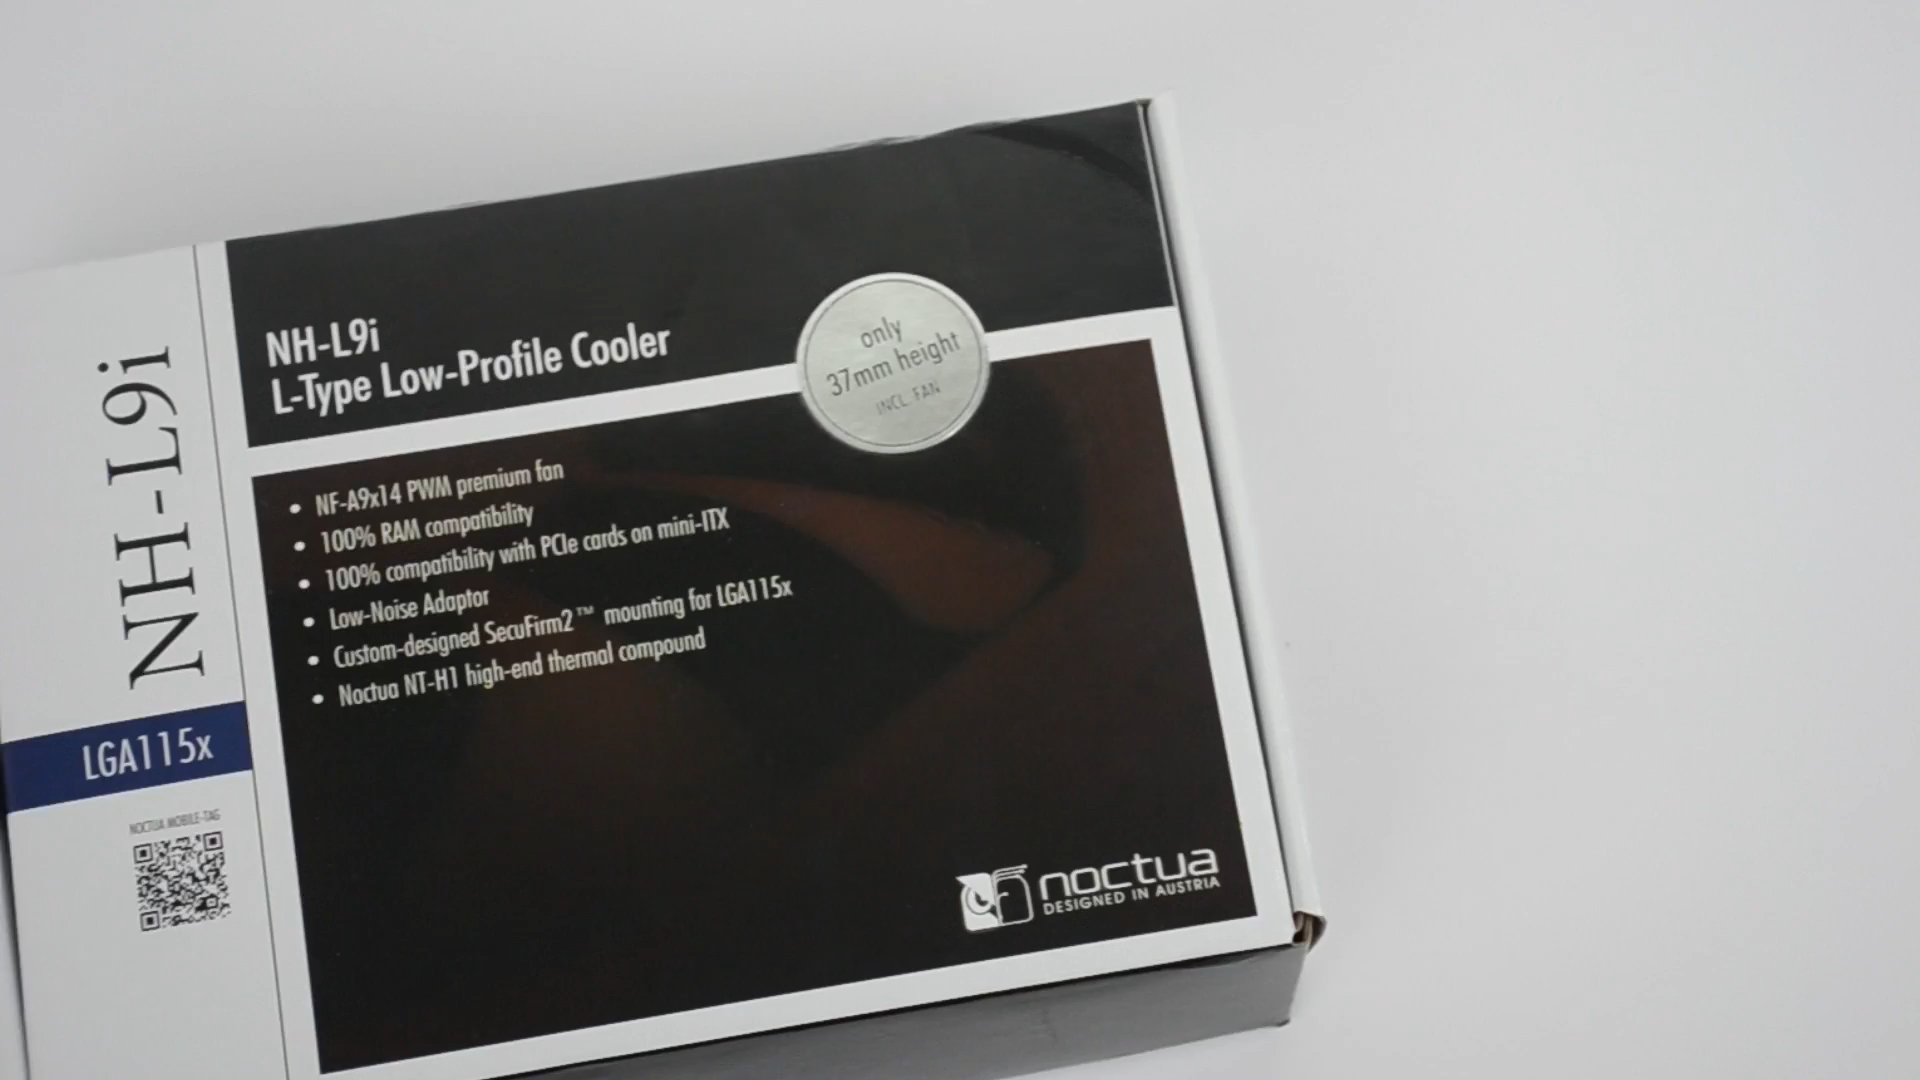 NH-L9i
LGA115x
NOCTUA MOBILE-TAG
NH-L9i
L-Type Low-Profile Cooler
only
37mm height
INCL. FAN
• NF-A9x14 PWM premium fan
• 100% RAM compatibility
• 100% compatibility with PCIe cards on mini-ITX
• Low-Noise Adaptor
• Custom-designed SecuFirm2™ mounting for LGA115x
• Noctua NT-H1 high-end thermal compound
noctua
DESIGNED IN AUSTRIA